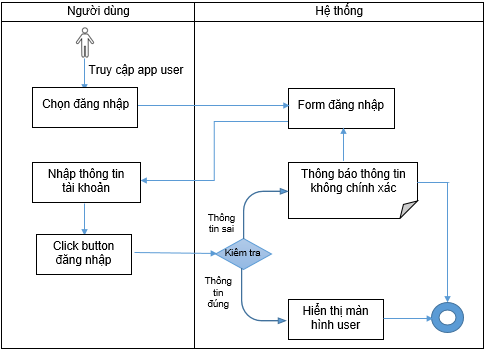 Người dùng
Hệ thống
Truy cập app user
Chọn đăng nhập
Form đăng nhập
Nhập thông tin
tài khoản
Thông báo thông tin
không chính xác
Thông
tin sai
Click button
đăng nhập
Kiểm tra
Thông
tin
đúng
Hiển thị màn
hình user